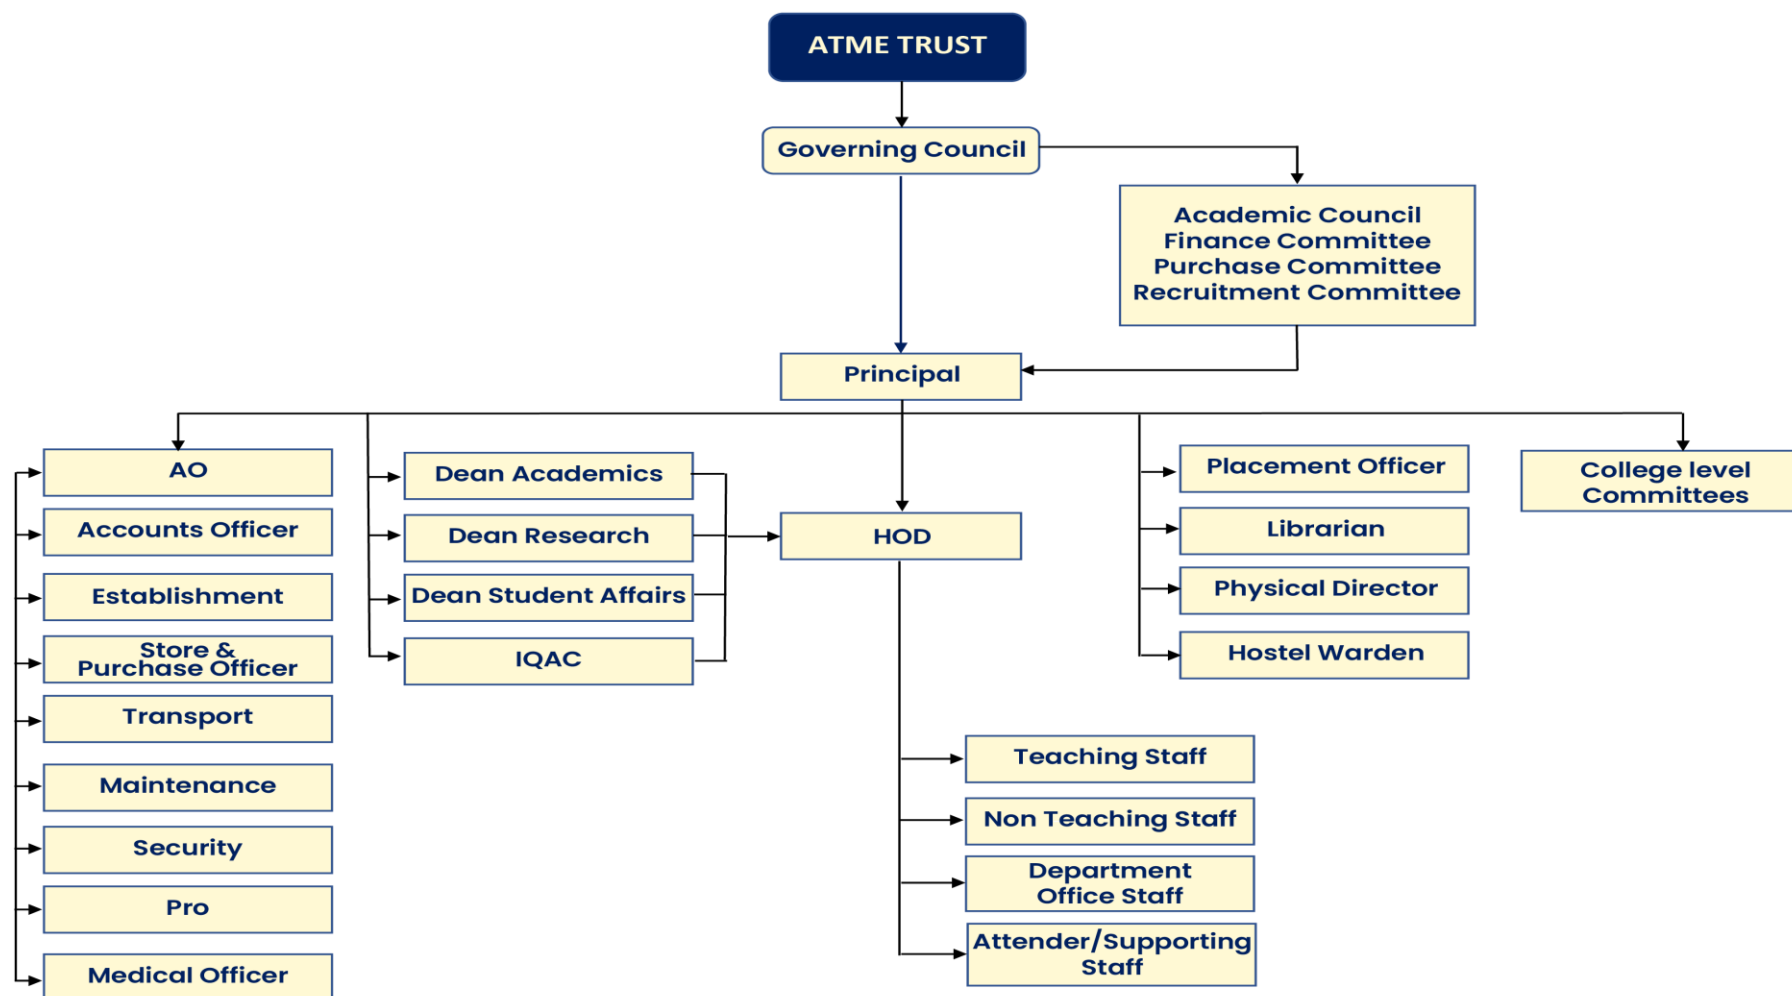 ATME TRUST
Governing Council
Academic Council
Finance Committee
Purchase Committee
Recruitment Committee
Principal
AO
Accounts Officer
Establishment
Store &
Purchase Officer
Transport
Maintenance
Security
Pro
Medical Officer
Dean Academics
Dean Research
Dean Student Affairs
IQAC
HOD
Teaching Staff
Non Teaching Staff
Department
Office Staff
Attender/Supporting
Staff
Placement Officer
Librarian
Physical Director
Hostel Warden
College level
Committees